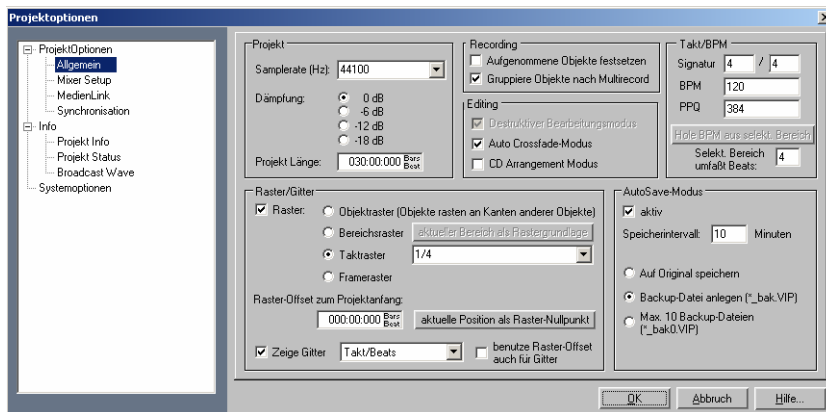 Projektoptionen
ProjektOptionen
Allgemein
Mixer Setup
MedienLink
Synchronisation
Info
Projekt Info
Projekt Status
Broadcast Wave
Systemoptionen
Projekt
Samplerate (Hz): 44100
Dämpfung: 0 dB
-6 dB
-12 dB
-18 dB
Projekt Länge: 030:00:000 Bars Beat
Recording
Aufgenommene Objekte festsetzen
Gruppiere Objekte nach Multirecord
Editing
Destruktiver Bearbeitungsmodus
Auto Crossfade-Modus
CD Arrangement Modus
Takt/BPM
Signatur 4 / 4
BPM 120
PPQ 384
Hole BPM aus selekt. Bereich
Selekt. Bereich
umfaßt Beats: 4
Raster/Gitter
Raster: Objektraster (Objekte rasten an Kanten anderer Objekte)
Bereichsraster aktueller Bereich als Rastergrundlage
Taktraster 1/4
Frameraster
Raster-Offset zum Projektanfang:
000:00:000 Bars Beat aktuelle Position als Raster-Nullpunkt
Zeige Gitter Takt/Beats benutze Raster-Offset
auch für Gitter
AutoSave-Modus
aktiv
Speicherintervall: 10 Minuten
Auf Original speichern
Backup-Datei anlegen (*_bak.VIP)
Max. 10 Backup-Dateien
(*_bak0.VIP)
OK Abbruch Hilfe...